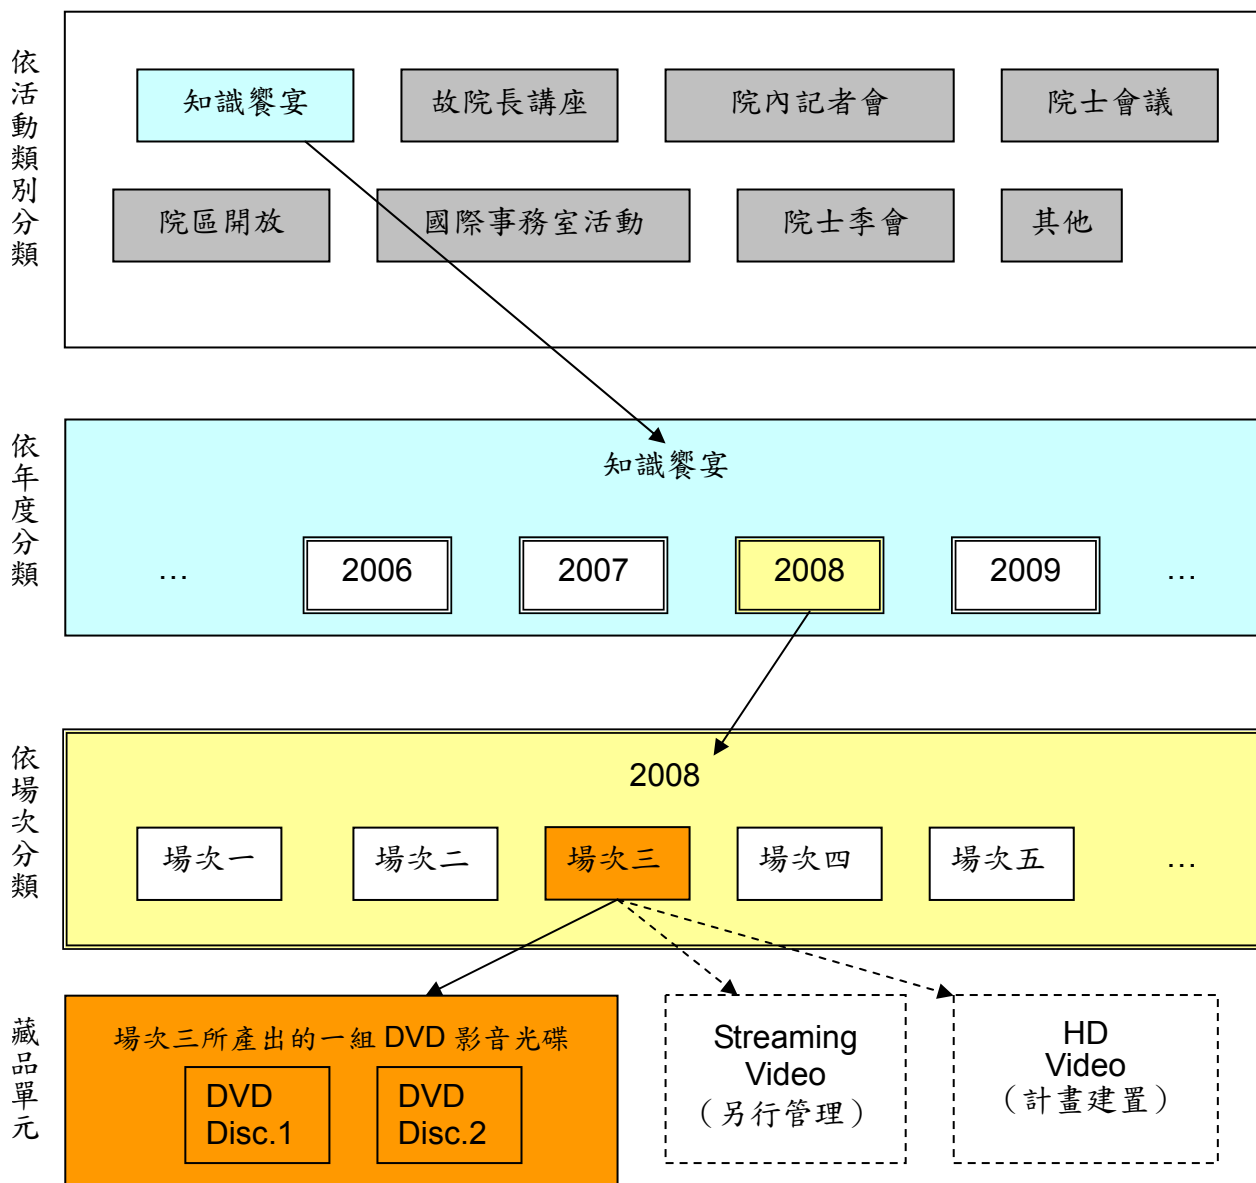 依活動類別分類
知識饗宴
故院長講座
院內記者會
院士會議
院區開放
國際事務室活動
院士季會
其他
依年度分類
知識饗宴
…
2006
2007
2008
2009
…
依場次分類
2008
場次一
場次二
場次三
場次四
場次五
…
藏品單元
場次三所產出的一組 DVD 影音光碟
DVD
Disc.1
DVD
Disc.2
Streaming
Video
（另行管理）
HD
Video
（計畫建置）